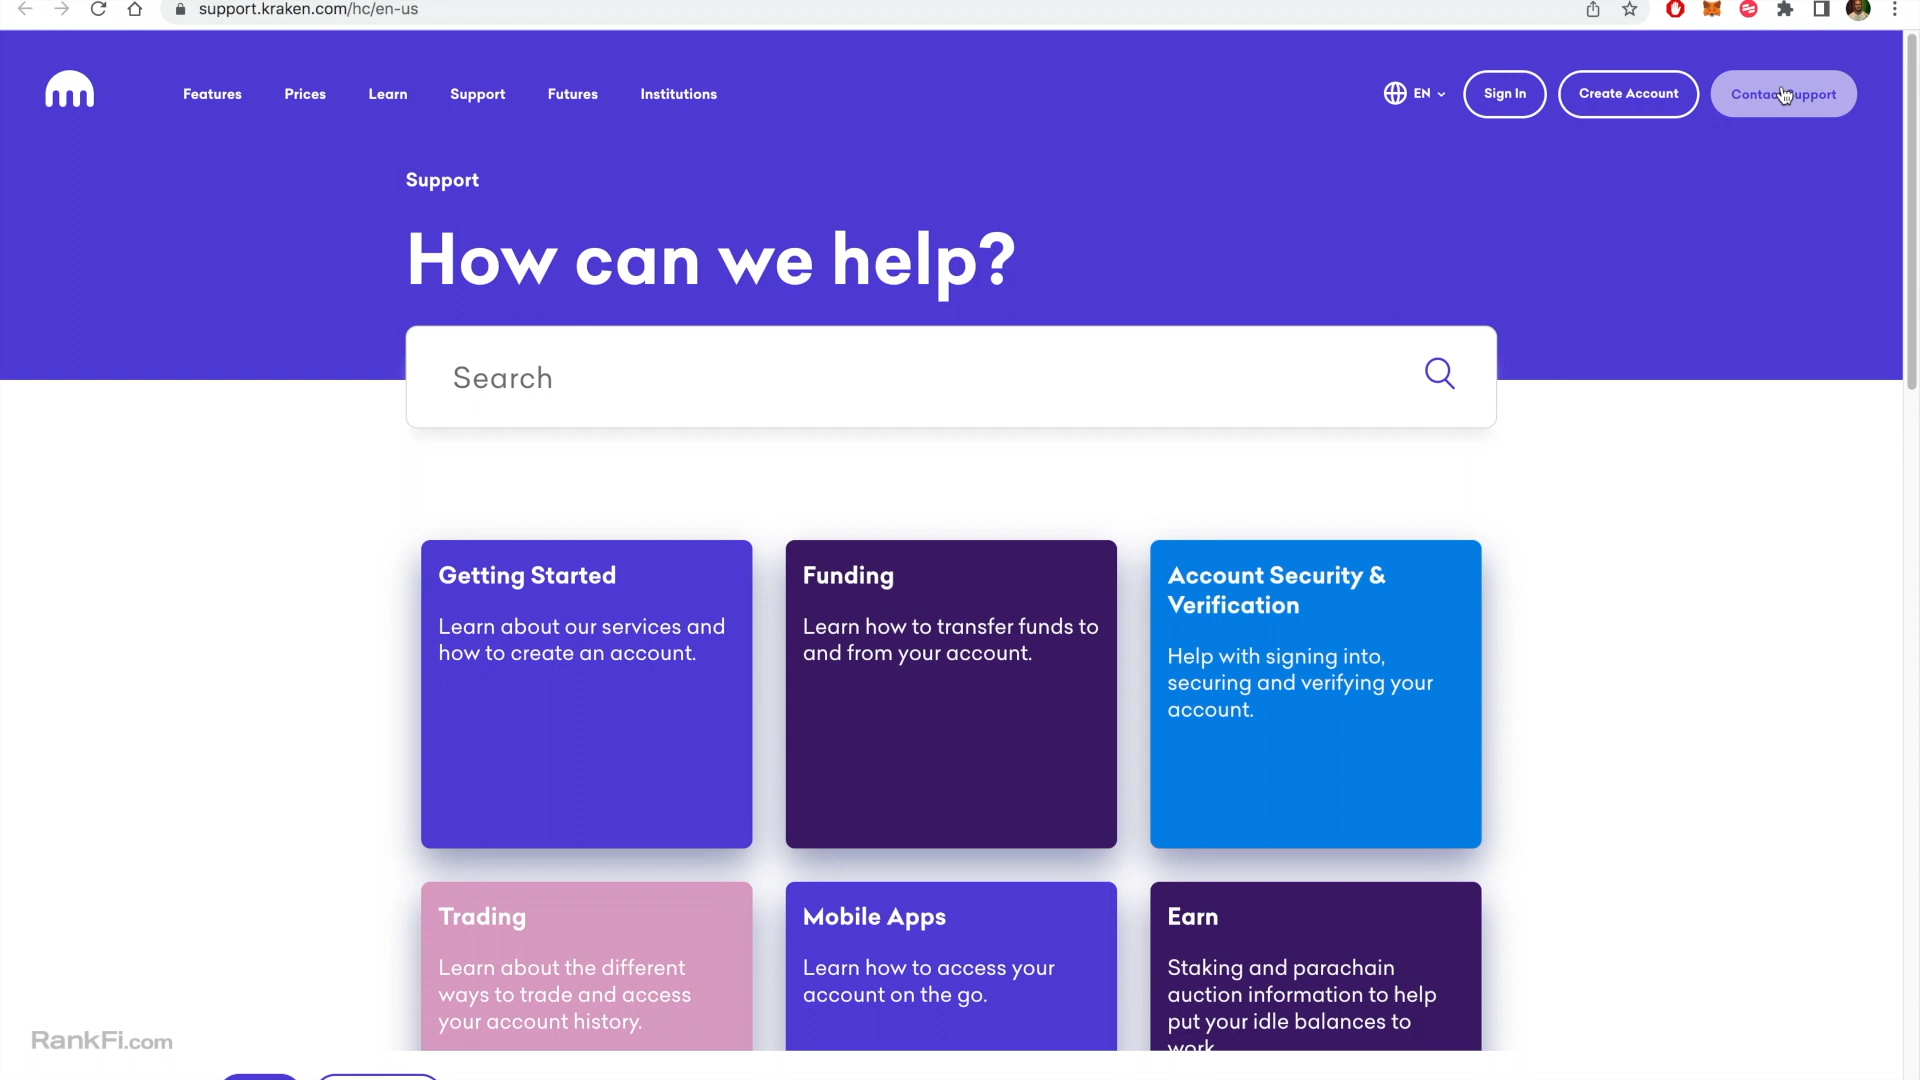 support.kraken.com/hc/en-us
Features Prices Learn Support Futures Institutions EN Sign In Create Account Contact Support
Support
How can we help?
Search
Getting Started
Learn about our services and
how to create an account.
Funding
Learn how to transfer funds to
and from your account.
Account Security &
Verification
Help with signing into,
securing and verifying your
account.
Trading
Learn about the different
ways to trade and access
your account history.
Mobile Apps
Learn how to access your
account on the go.
Earn
Staking and parachain
auction information to help
put your idle balances to
work
RankFi.com